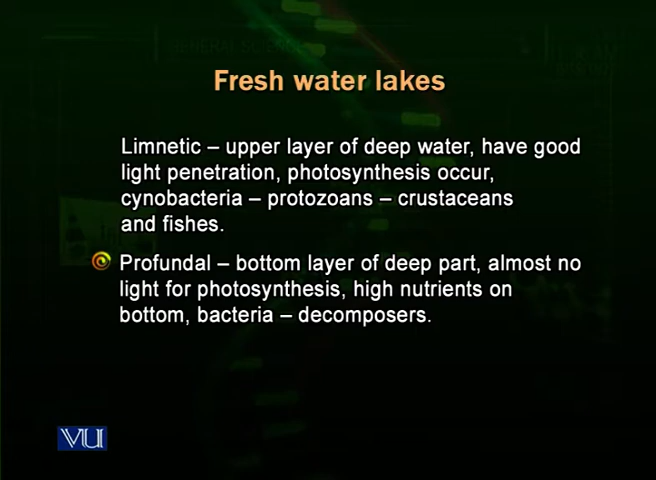 Fresh water lakes
Limnetic – upper layer of deep water, have good
light penetration, photosynthesis occur,
cynobacteria – protozoans – crustaceans
and fishes.
Profundal – bottom layer of deep part, almost no
light for photosynthesis, high nutrients on
bottom, bacteria – decomposers.
VU